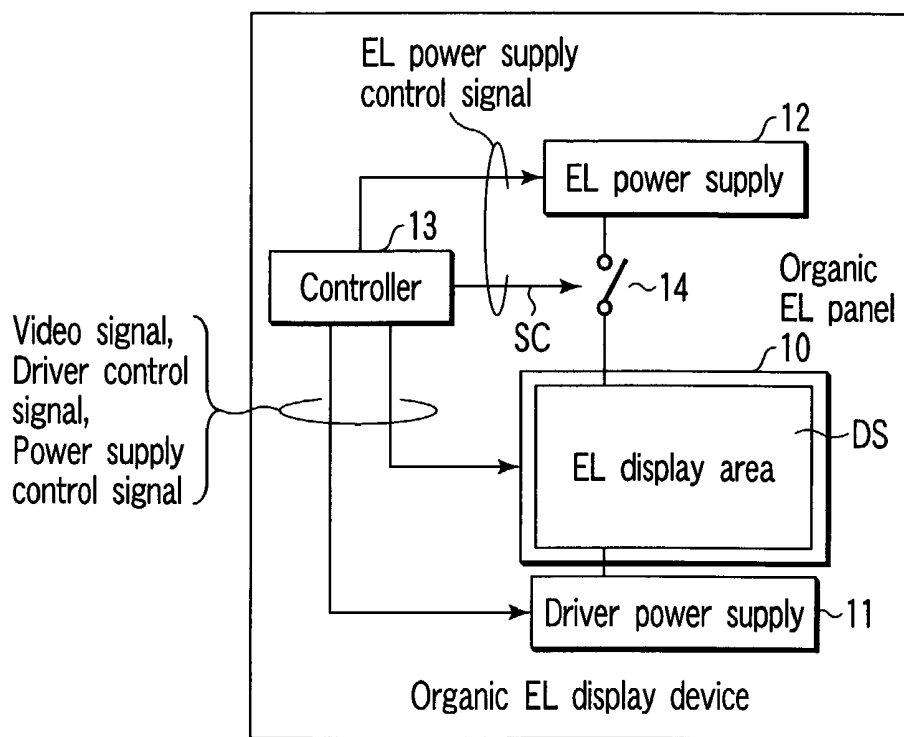 EL power supply
control signal
12
EL power supply
13
Controller
14
SC
Organic
EL panel
10
Video signal,
Driver control
signal,
Power supply
control signal
DS
EL display area
Driver power supply
11
Organic EL display device